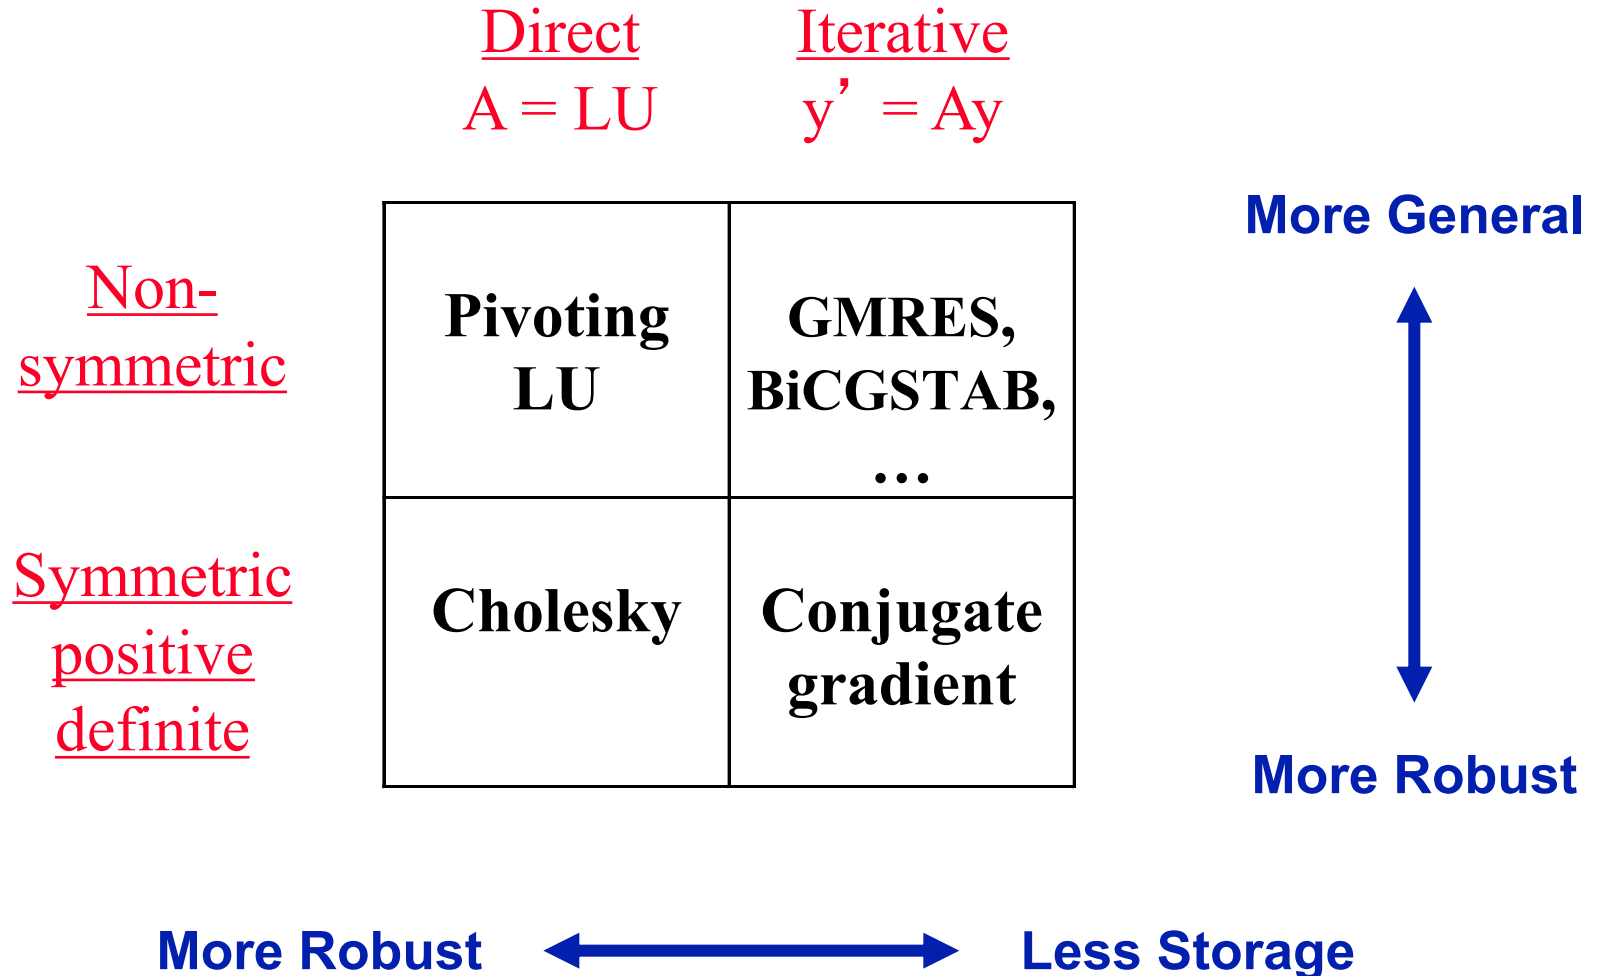 Direct
A = LU
Iterative
y’ = Ay
More General
Non-
symmetric
Pivoting
LU
GMRES,
BiCGSTAB,
…
Symmetric
positive
definite
Cholesky
Conjugate
gradient
More Robust
More Robust
Less Storage